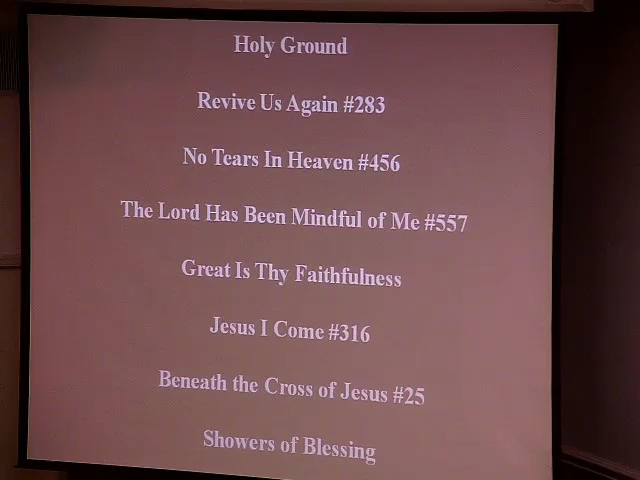 Holy Ground
Revive Us Again #283
No Tears In Heaven #456
The Lord Has Been Mindful of Me #557
Great Is Thy Faithfulness
Jesus I Come #316
Beneath the Cross of Jesus #25
Showers of Blessing